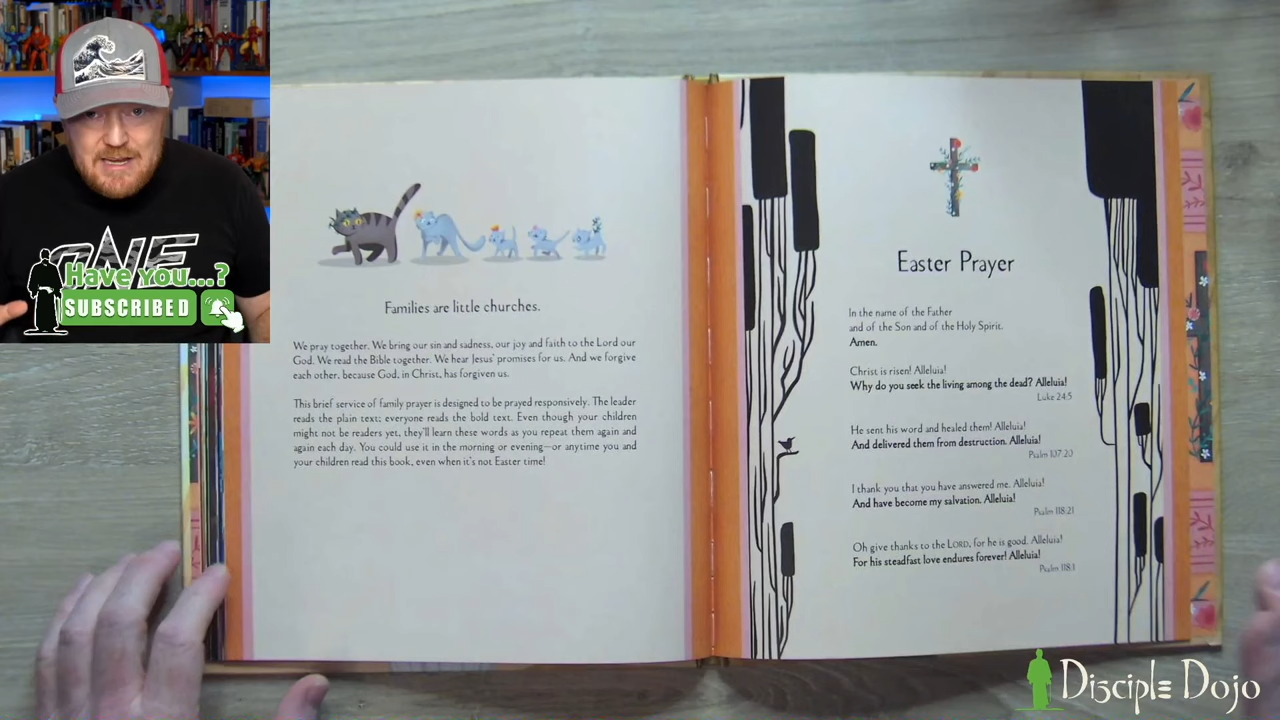 ONE
Have you...?
SUBSCRIBED
Families are little churches.
We pray together. We bring our sin and sadness, our joy and faith to the Lord our
God. We read the Bible together. We hear Jesus' promises for us. And we forgive
each other, because God, in Christ, has forgiven us.
This brief service of family prayer is designed to be prayed responsively. The leader
reads the plain text; everyone reads the bold text. Even though your children
might not be readers yet, they'll learn these words as you repeat them again and
again each day. You could use it in the morning or evening—or anytime you and
your children read this book, even when it's not Easter time!
Easter Prayer
In the name of the Father
and of the Son and of the Holy Spirit.
Amen.
Christ is risen! Alleluia!
Why do you seek the living among the dead? Alleluia!
Luke 24:5
He sent his word and healed them! Alleluia!
And delivered them from destruction. Alleluia!
Psalm 107:20
I thank you that you have answered me. Alleluia!
And have become my salvation. Alleluia!
Psalm 118:21
Oh give thanks to the LORD, for he is good. Alleluia!
For his steadfast love endures forever! Alleluia!
Psalm 118:1
Disciple Dojo